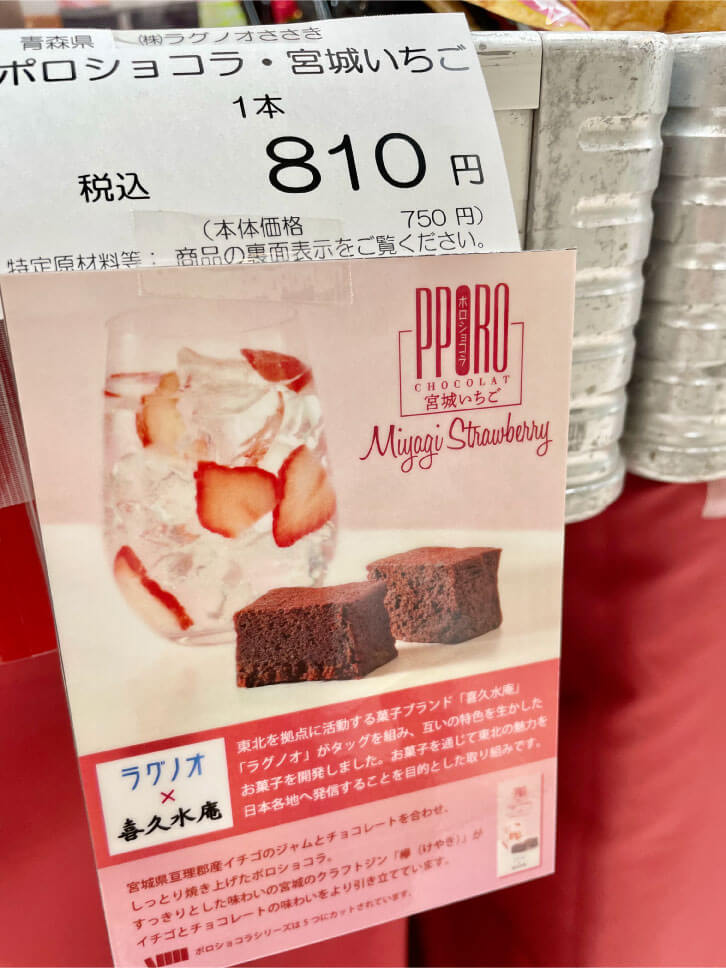 青森県 ㈱ラグノオささき
ポロショコラ・宮城いちご
1本
税込 810 円
(本体価格 750 円)
特定原材料等: 商品の裏面表示をご覧ください。
PPORO
ポロショコラ
CHOCOLAT
宮城いちご
Miyagi Strawberry
ラグノオ
×
喜久水庵
東北を拠点に活動する菓子ブランド「喜久水庵」
「ラグノオ」がタッグを組み、互いの特色を生かした
お菓子を開発しました。お菓子を通じて東北の魅力を
日本各地へ発信することを目的とした取り組みです。
宮城県亘理郡産イチゴのジャムとチョコレートを合わせ、
しっとり焼き上げたポロショコラ。
すっきりとした味わいの宮城のクラフトジン「欅(けやき)」が
イチゴとチョコレートの味わいをより引き立てています。
ポロショコラシリーズは5つにカットされています。